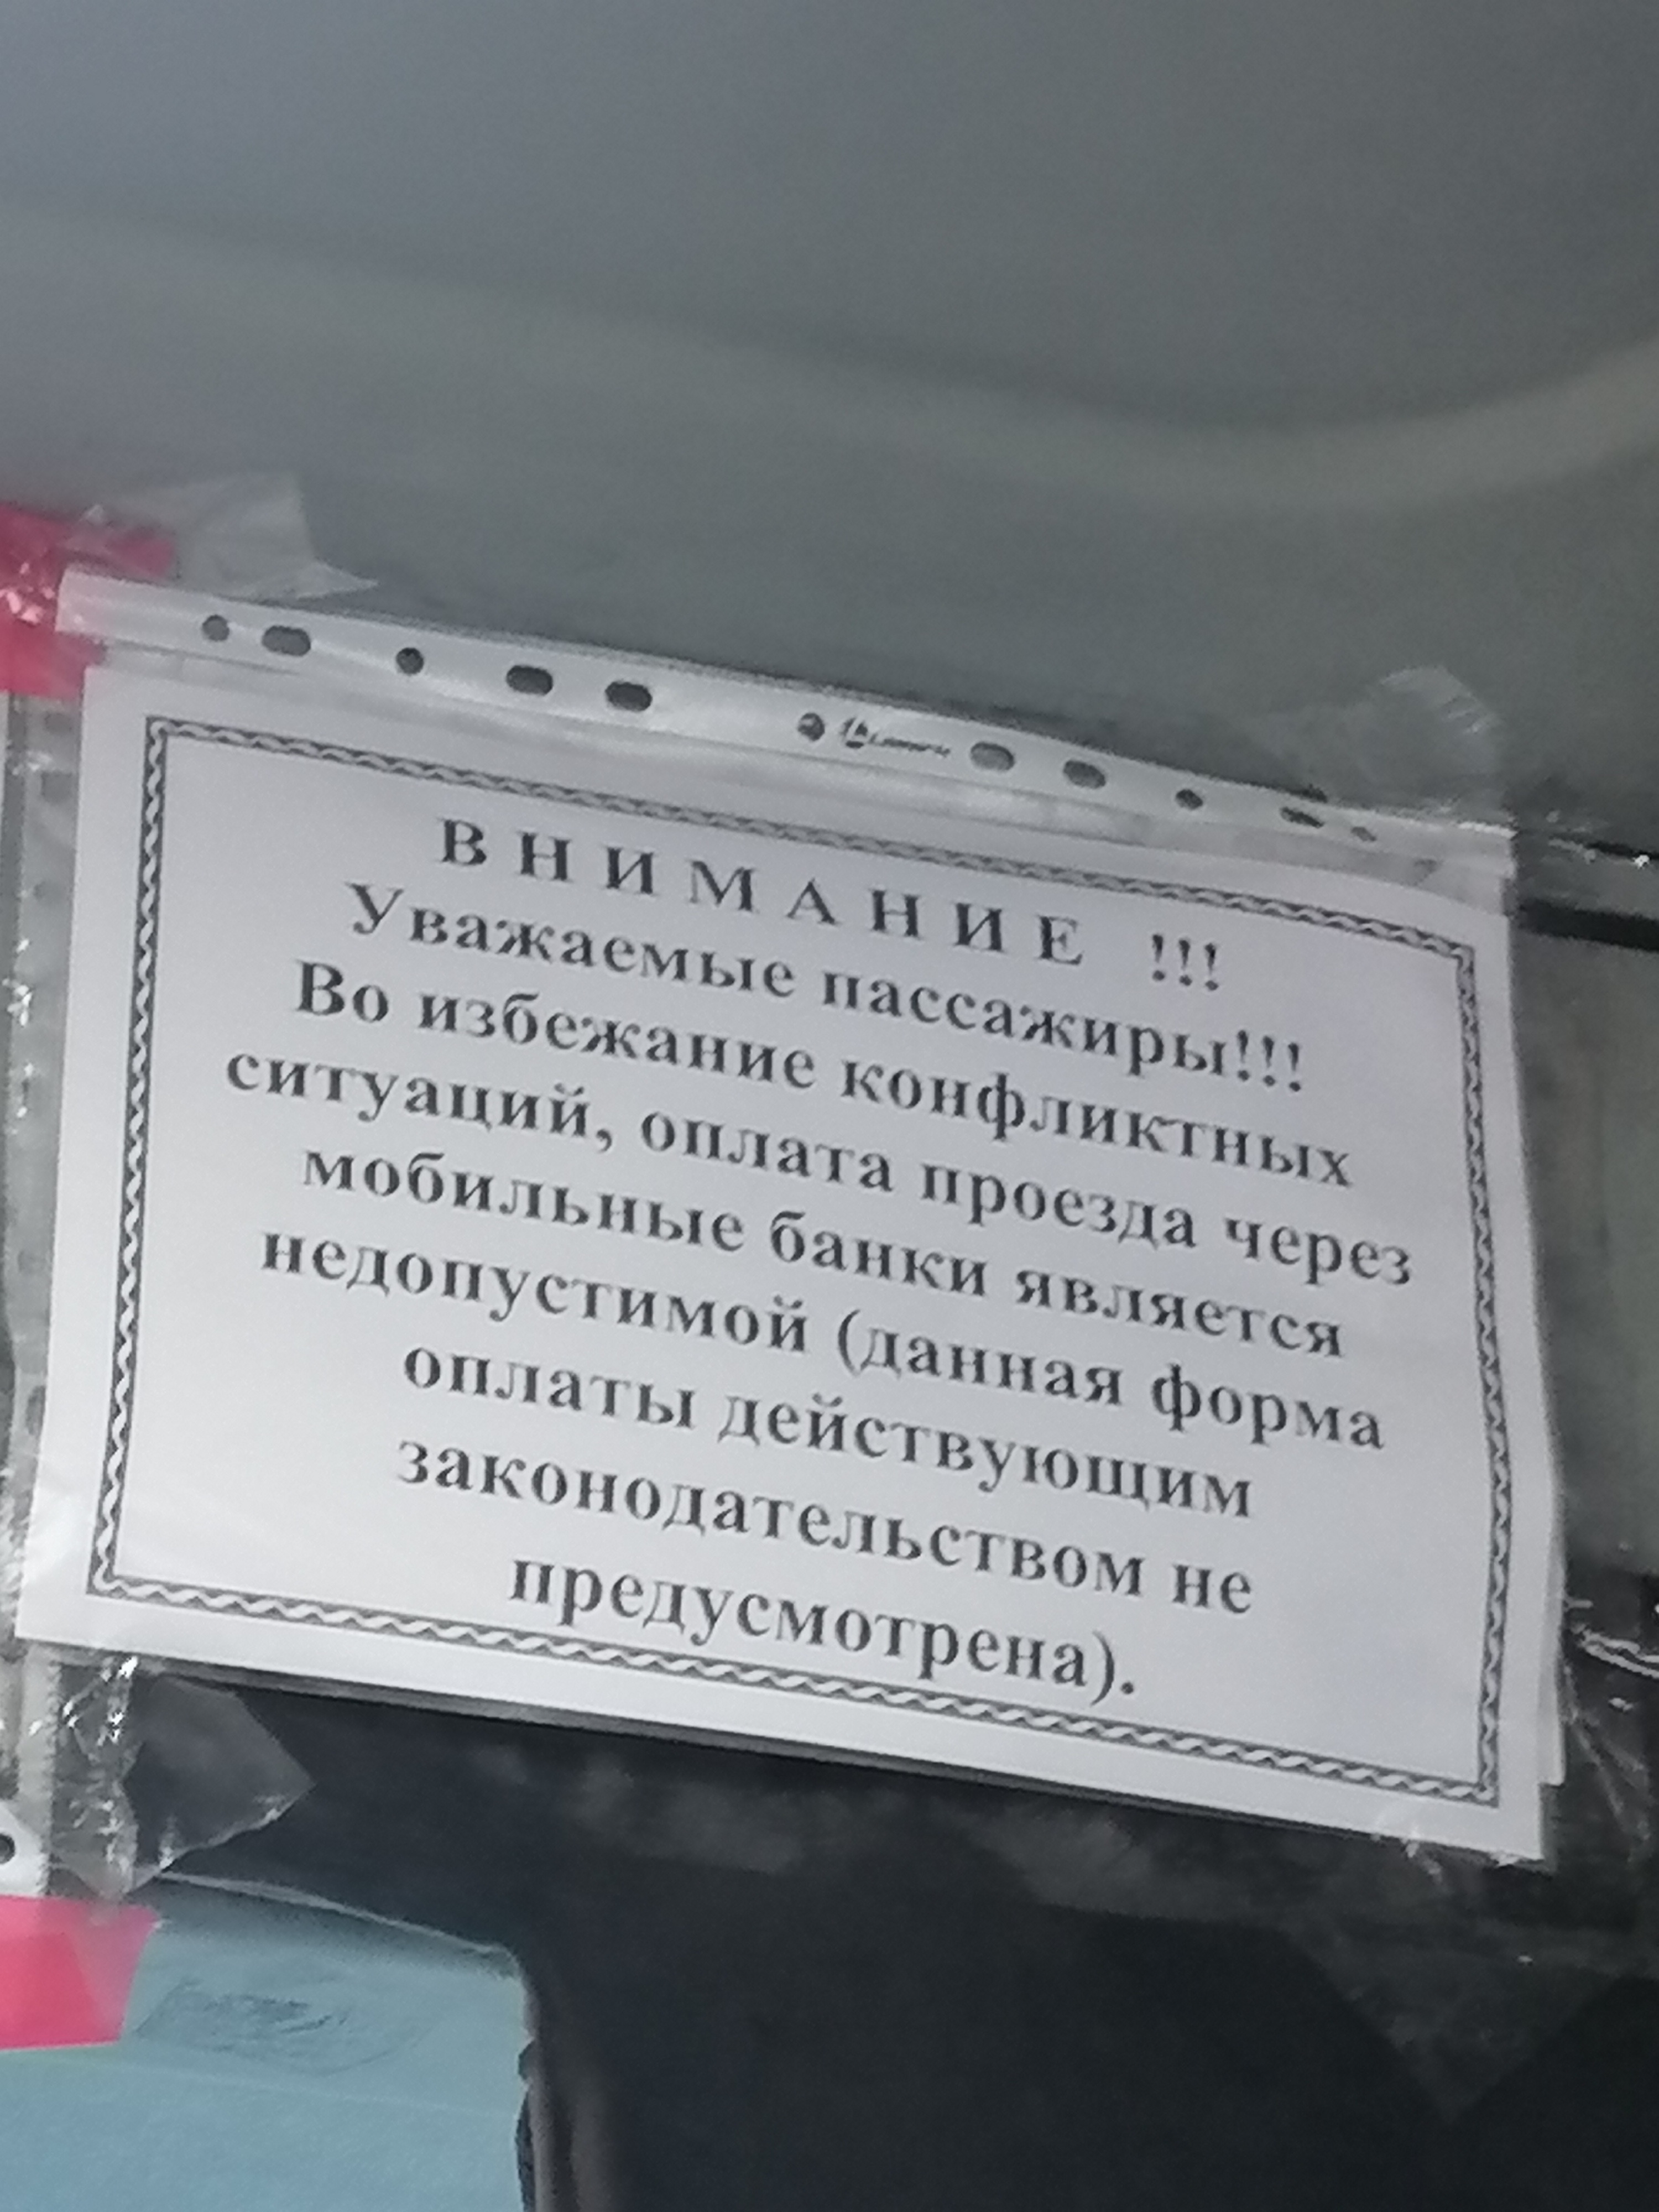 В Н И М А Н И Е !!!
Уважаемые пассажиры!!!
Во избежание конфликтных
ситуаций, оплата проезда через
мобильные банки является
недопустимой (данная форма
оплаты действующим
законодательством не
предусмотрена).